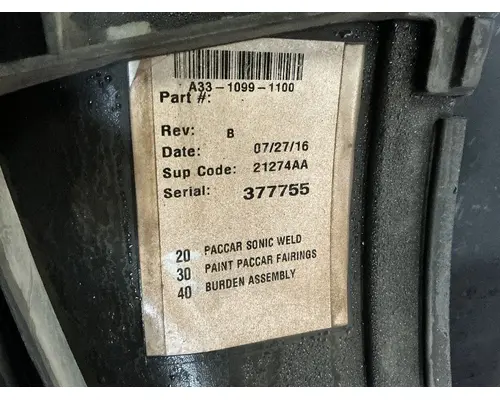 A33-1099-1100
Part #:
Rev: B
Date: 07/27/16
Sup Code: 21274AA
Serial: 377755
20 PACCAR SONIC WELD
30 PAINT PACCAR FAIRINGS
40 BURDEN ASSEMBLY